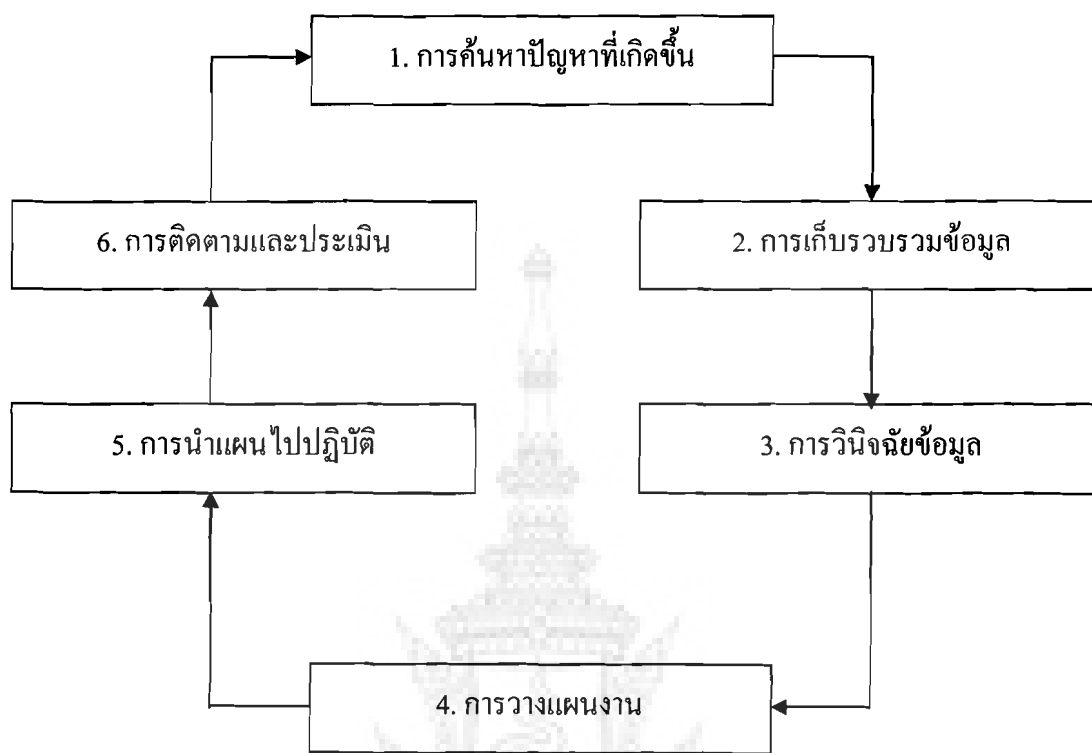 1. การค้นหาปัญหาที่เกิดขึ้น
2. การเก็บรวบรวมข้อมูล
3. การวินิจฉัยข้อมูล
4. การวางแผนงาน
5. การนำแผนไปปฏิบัติ
6. การติดตามและประเมิน